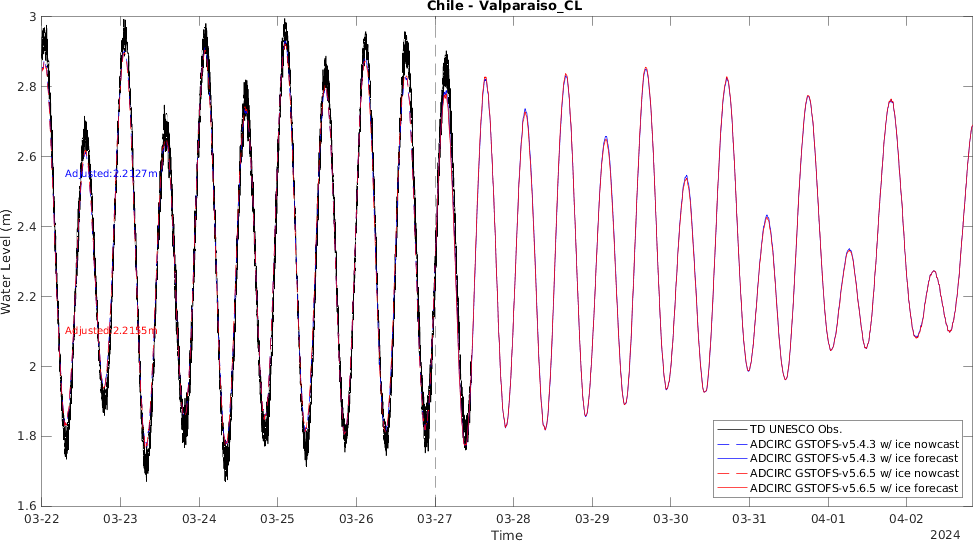 Chile - Valparaiso_CL
3
2.8
2.6
2.4
2.2
2
1.8
1.6
Water Level (m)
Adjusted:2.2127m
Adjusted:2.2155m
TD UNESCO Obs.
ADCIRC GSTOFS-v5.4.3 w/ ice nowcast
ADCIRC GSTOFS-v5.4.3 w/ ice forecast
ADCIRC GSTOFS-v5.6.5 w/ ice nowcast
ADCIRC GSTOFS-v5.6.5 w/ ice forecast
03-22 03-23 03-24 03-25 03-26 03-27 03-28 03-29 03-30 03-31 04-01 04-02
Time
2024